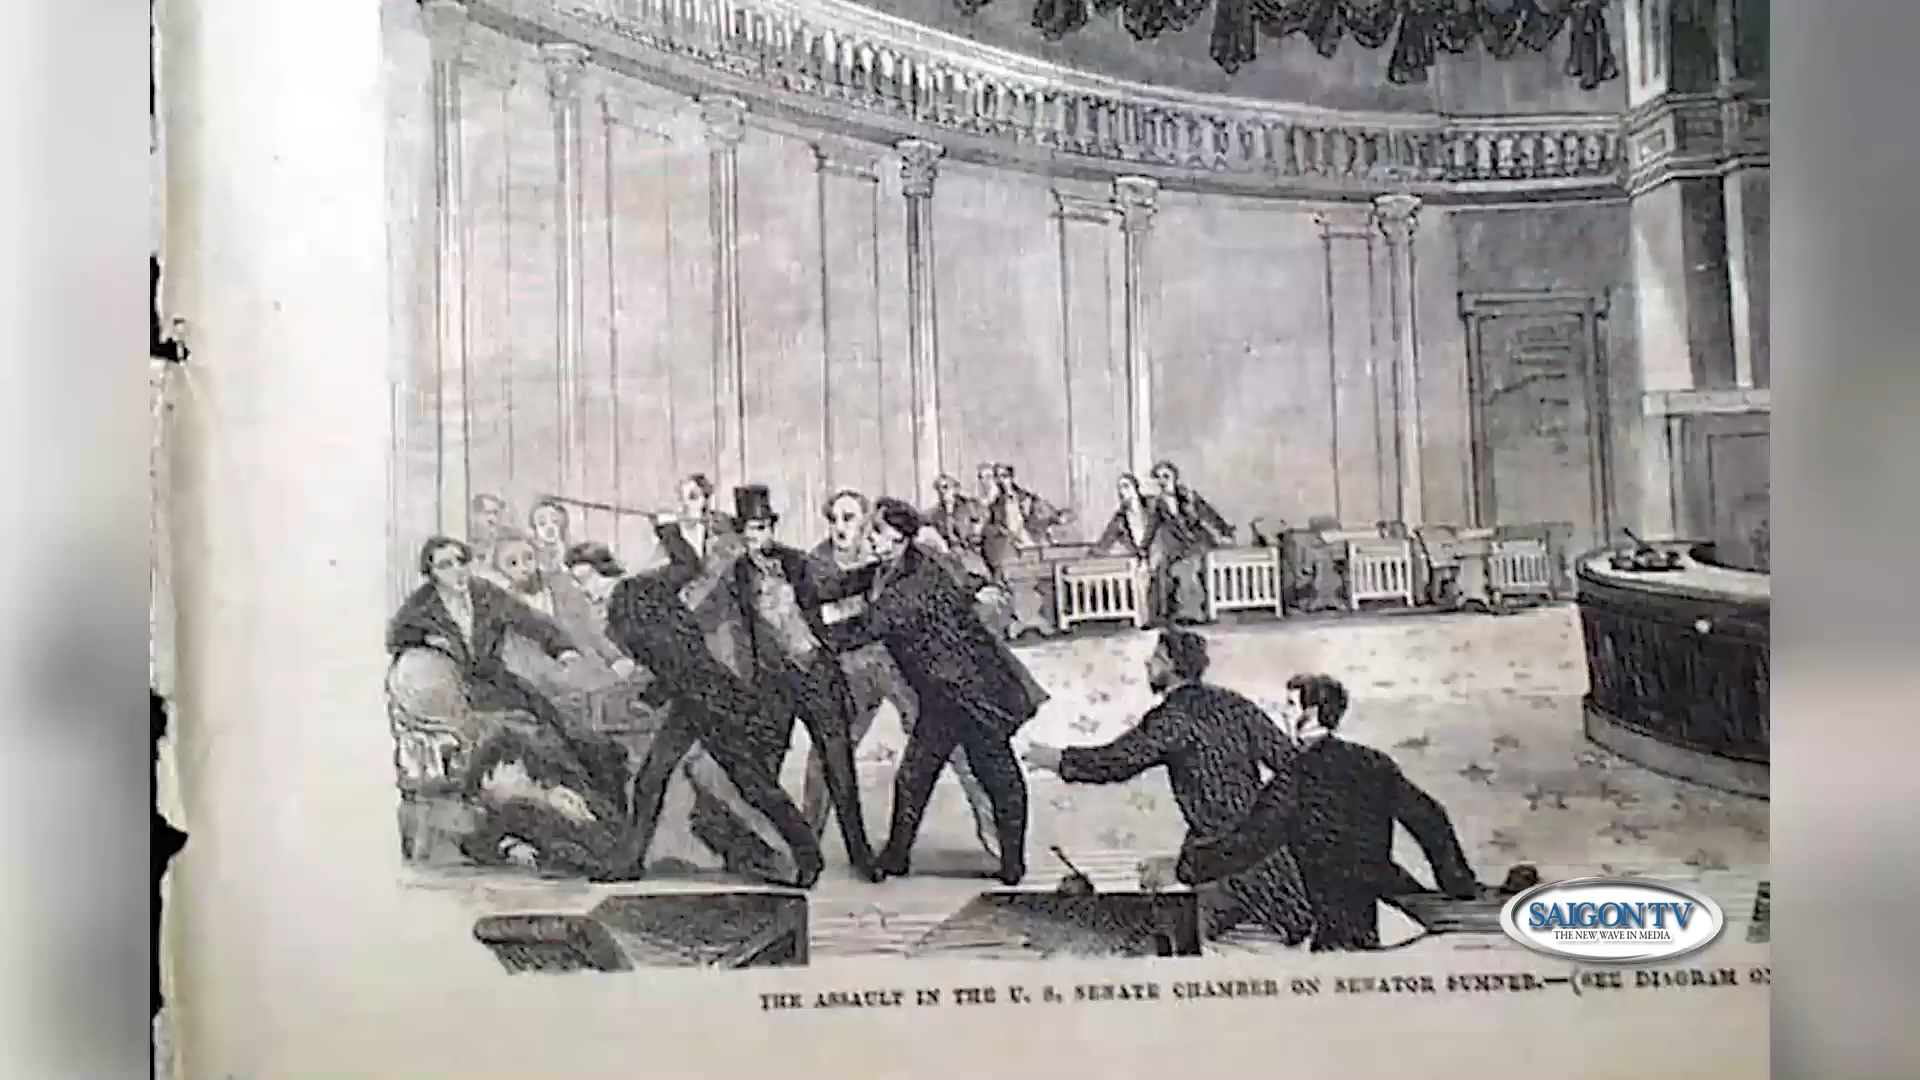 SAIGON TV
THE NEW WAVE IN MEDIA
THE ASSAULT IN THE U. S. SENATE CHAMBER ON SENATOR SUMNER.—(SEE DIAGRAM